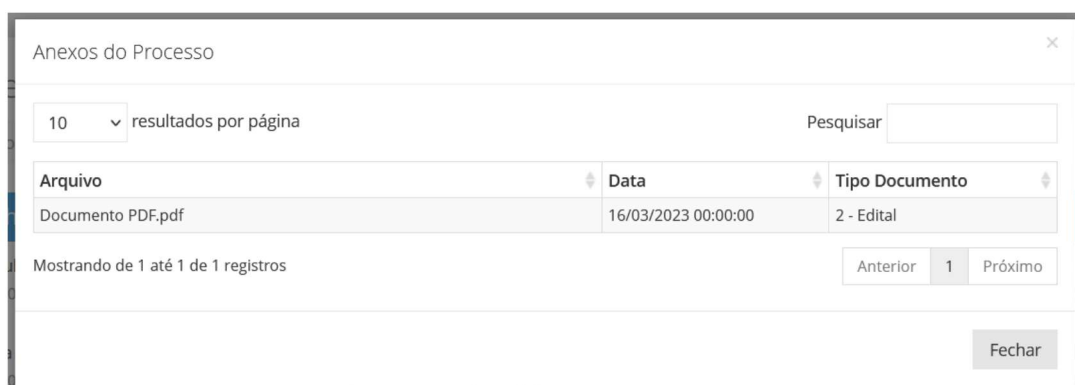 Anexos do Processo ×
10 resultados por página Pesquisar
Arquivo Data Tipo Documento
Documento PDF.pdf 16/03/2023 00:00:00 2 - Edital
Mostrando de 1 até 1 de 1 registros Anterior 1 Próximo
Fechar